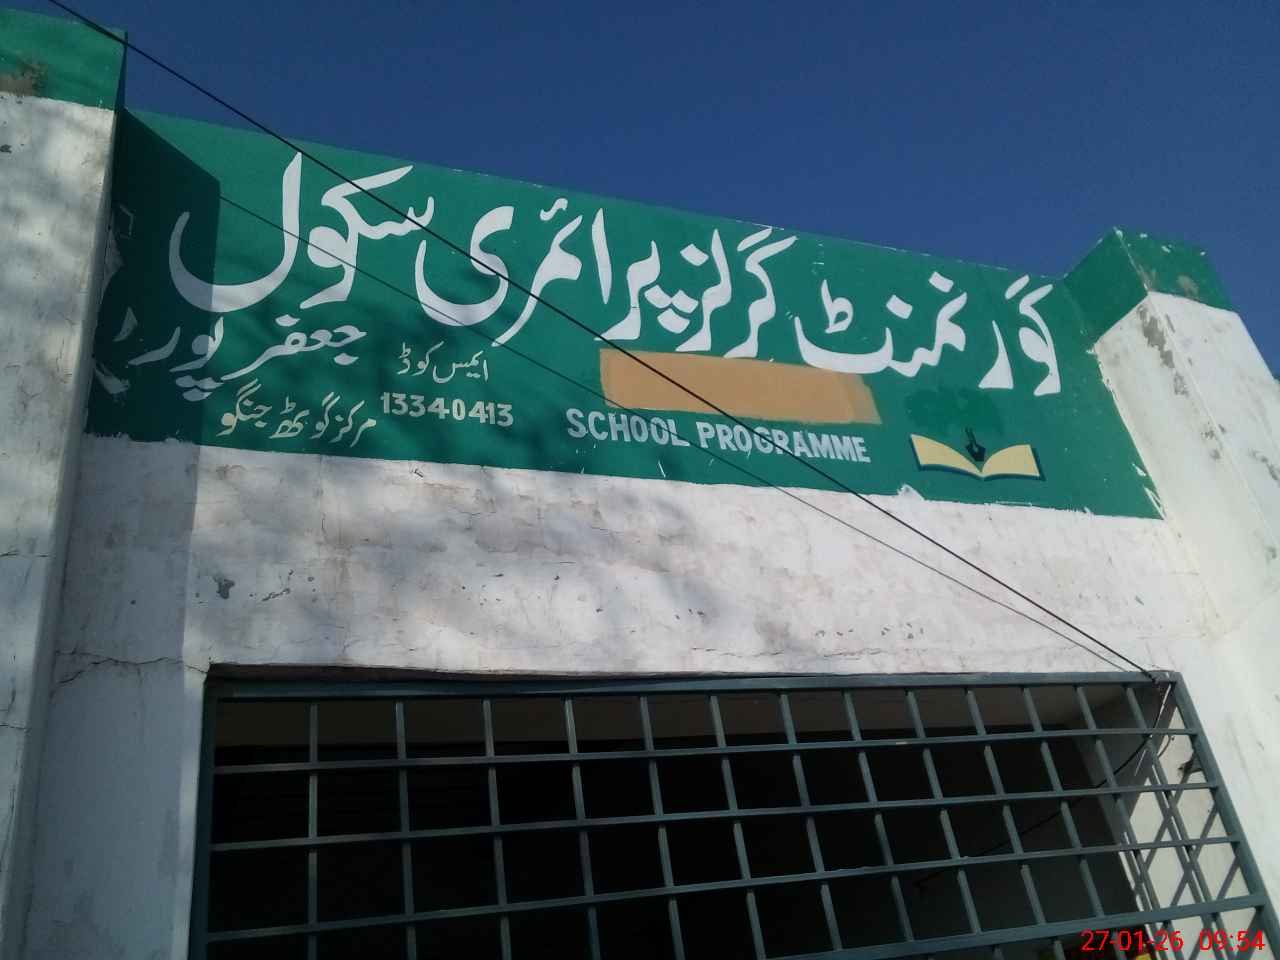 گورنمنٹ گرلز پرائمری سکول
جعفر پور
ایمس کوڈ
13340413
مرکز گوٹھ جنگو
SCHOOL PROGRAMME
27-01-26 09:54